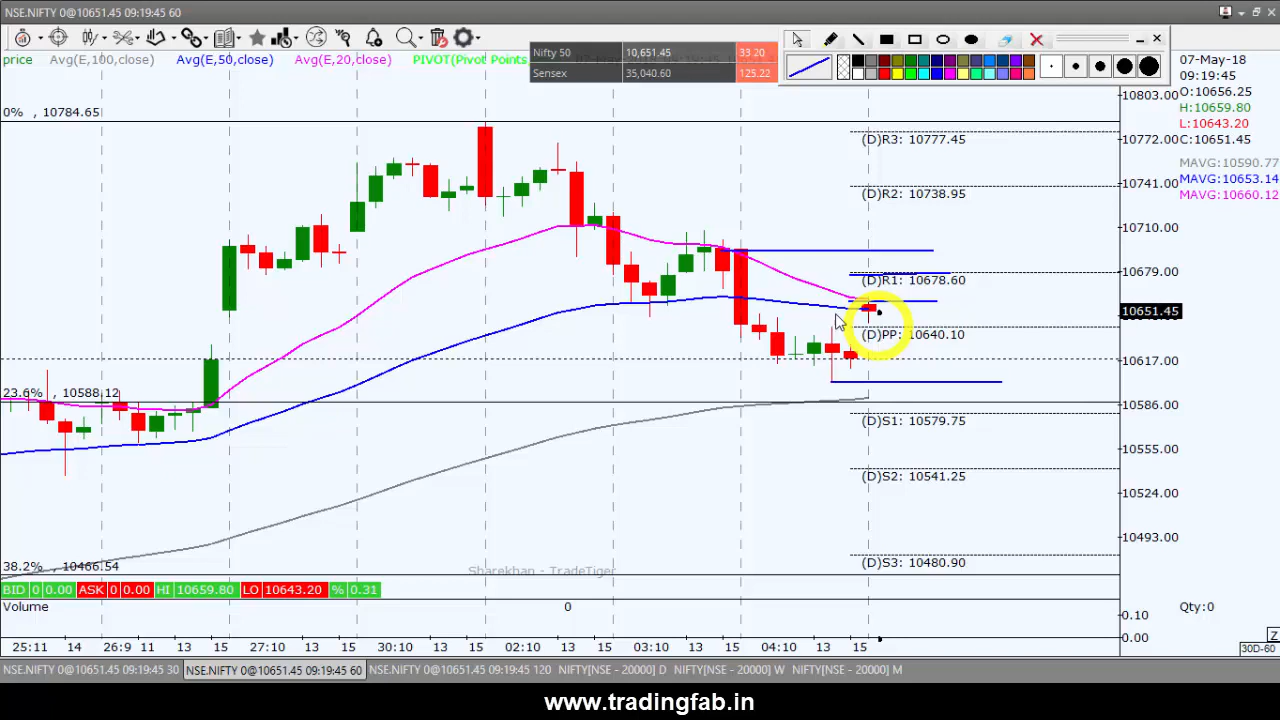 NSE.NIFTY 0@10651.45 09:19:45 60
price Avg(E,100,close) Avg(E,50,close) Avg(E,20,close) PIVOT(Pivot Points
Nifty 50 10,651.45 33.20
Sensex 35,040.60 125.22
07-May-18
09:19:45
O:10656.25
H:10659.80
L:10643.20
C:10651.45
MAVG:10590.77
MAVG:10653.14
MAVG:10660.12
10803.00
10772.00
10741.00
10710.00
10679.00
10651.45
10617.00
10586.00
10555.00
10524.00
10493.00
0% , 10784.65
(D)R3: 10777.45
(D)R2: 10738.95
(D)R1: 10678.60
(D)PP: 10640.10
23.6% , 10588.12
(D)S1: 10579.75
(D)S2: 10541.25
(D)S3: 10480.90
38.2% , 10466.54
Sharekhan - TradeTiger
BID 0 0.00 ASK 0 0.00 HI 10659.80 LO 10643.20 % 0.31
Volume 0
0.10 Qty:0
0.00
Z
25:11 14 26:9 11 13 15 27:10 13 15 30:10 13 15 02:10 13 15 03:10 13 15 04:10 13 15
30D-60
NSE.NIFTY 0@10651.45 09:19:45 30 NSE.NIFTY 0@10651.45 09:19:45 60 NSE.NIFTY 0@10651.45 09:19:45 120 NIFTY[NSE - 20000] D NIFTY[NSE - 20000] W NIFTY[NSE - 20000] M
www.tradingfab.in